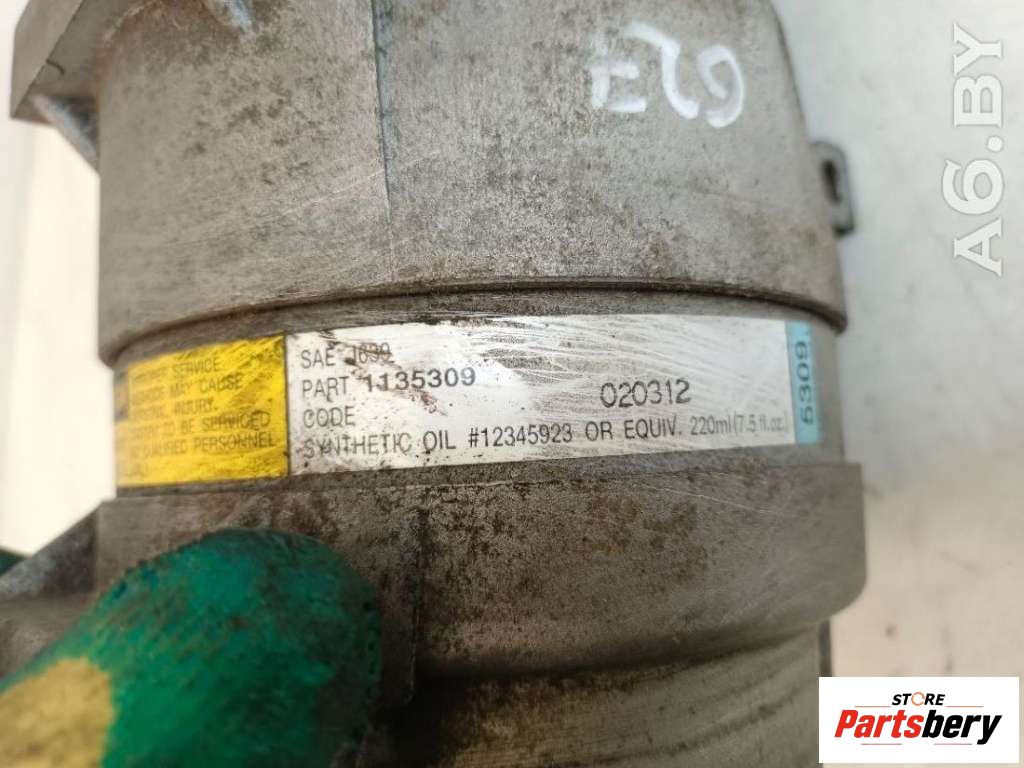 E29
A6.BY
SERVICE
MAY CAUSE
INJURY.
TO BE SERVICED
PERSONNEL
SAE J639
PART 1135309
CODE 020312
SYNTHETIC OIL #12345923 OR EQUIV. 220ml (7.5 fl.oz.)
5309
STORE
Partsbery